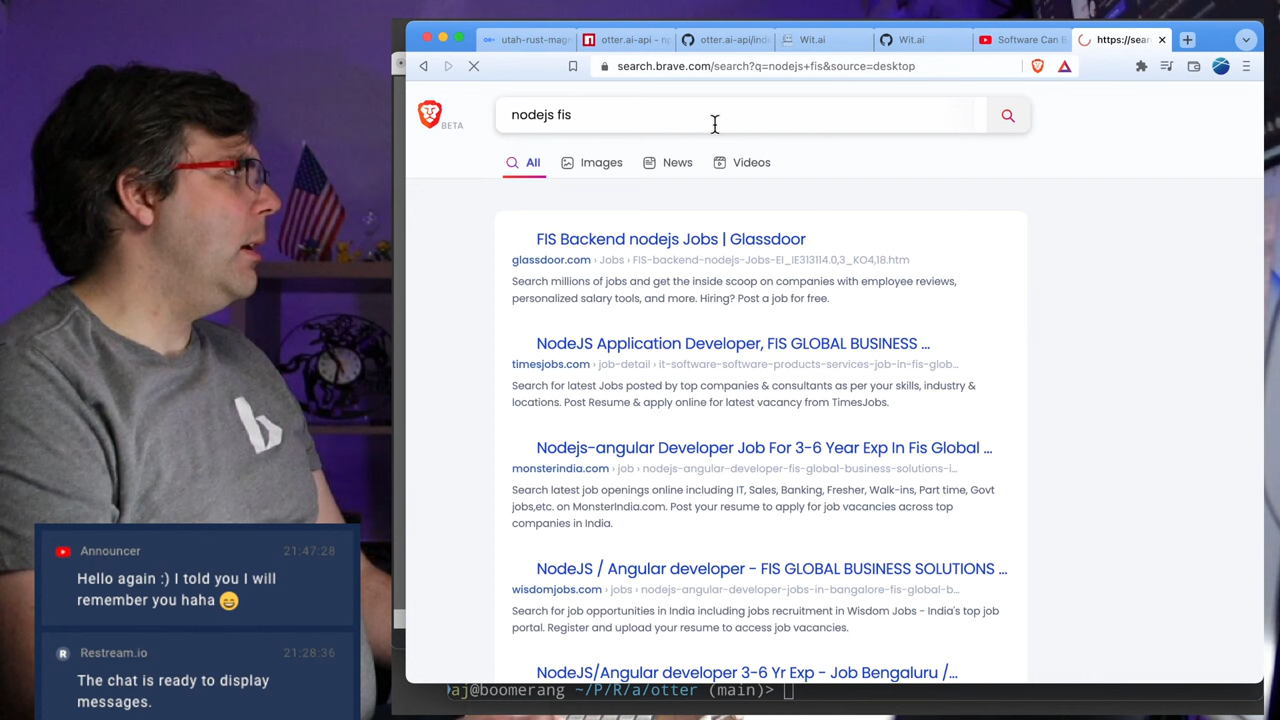 utah-rust-mag
otter.ai-api - np
otter.ai-api/ind
Wit.ai
Wit.ai
Software Can B
https://sear
search.brave.com/search?q=nodejs+fis&source=desktop
BETA
nodejs fis
All
Images
News
Videos
FIS Backend nodejs Jobs | Glassdoor
glassdoor.com › Jobs › FIS-backend-nodejs-Jobs-EI_IE313114.0,3_KO4,18.htm
Search millions of jobs and get the inside scoop on companies with employee reviews,
personalized salary tools, and more. Hiring? Post a job for free.
NodeJS Application Developer, FIS GLOBAL BUSINESS ...
timesjobs.com › job-detail › it-software-software-products-services-job-in-fis-glob...
Search for latest Jobs posted by top companies & consultants as per your skills, industry &
locations. Post Resume & apply online for latest vacancy from TimesJobs.
Nodejs-angular Developer Job For 3-6 Year Exp In Fis Global ...
monsterindia.com › job › nodejs-angular-developer-fis-global-business-solutions-i...
Search latest job openings online including IT, Sales, Banking, Fresher, Walk-ins, Part time, Govt
jobs,etc. on MonsterIndia.com. Post your resume to apply for job vacancies across top
companies in India.
NodeJS / Angular developer - FIS GLOBAL BUSINESS SOLUTIONS ...
wisdomjobs.com › jobs › nodejs-angular-developer-jobs-in-bangalore-fis-global-b...
Search for job opportunities in India including jobs recruitment in Wisdom Jobs - India's top job
portal. Register and upload your resume to access job vacancies.
NodeJS/Angular developer 3-6 Yr Exp - Job Bengaluru /...
aj@boomerang ~/P/R/a/otter (main)>
Announcer 21:47:28
Hello again :) I told you I will
remember you haha 😄
Restream.io 21:28:36
The chat is ready to display
messages.